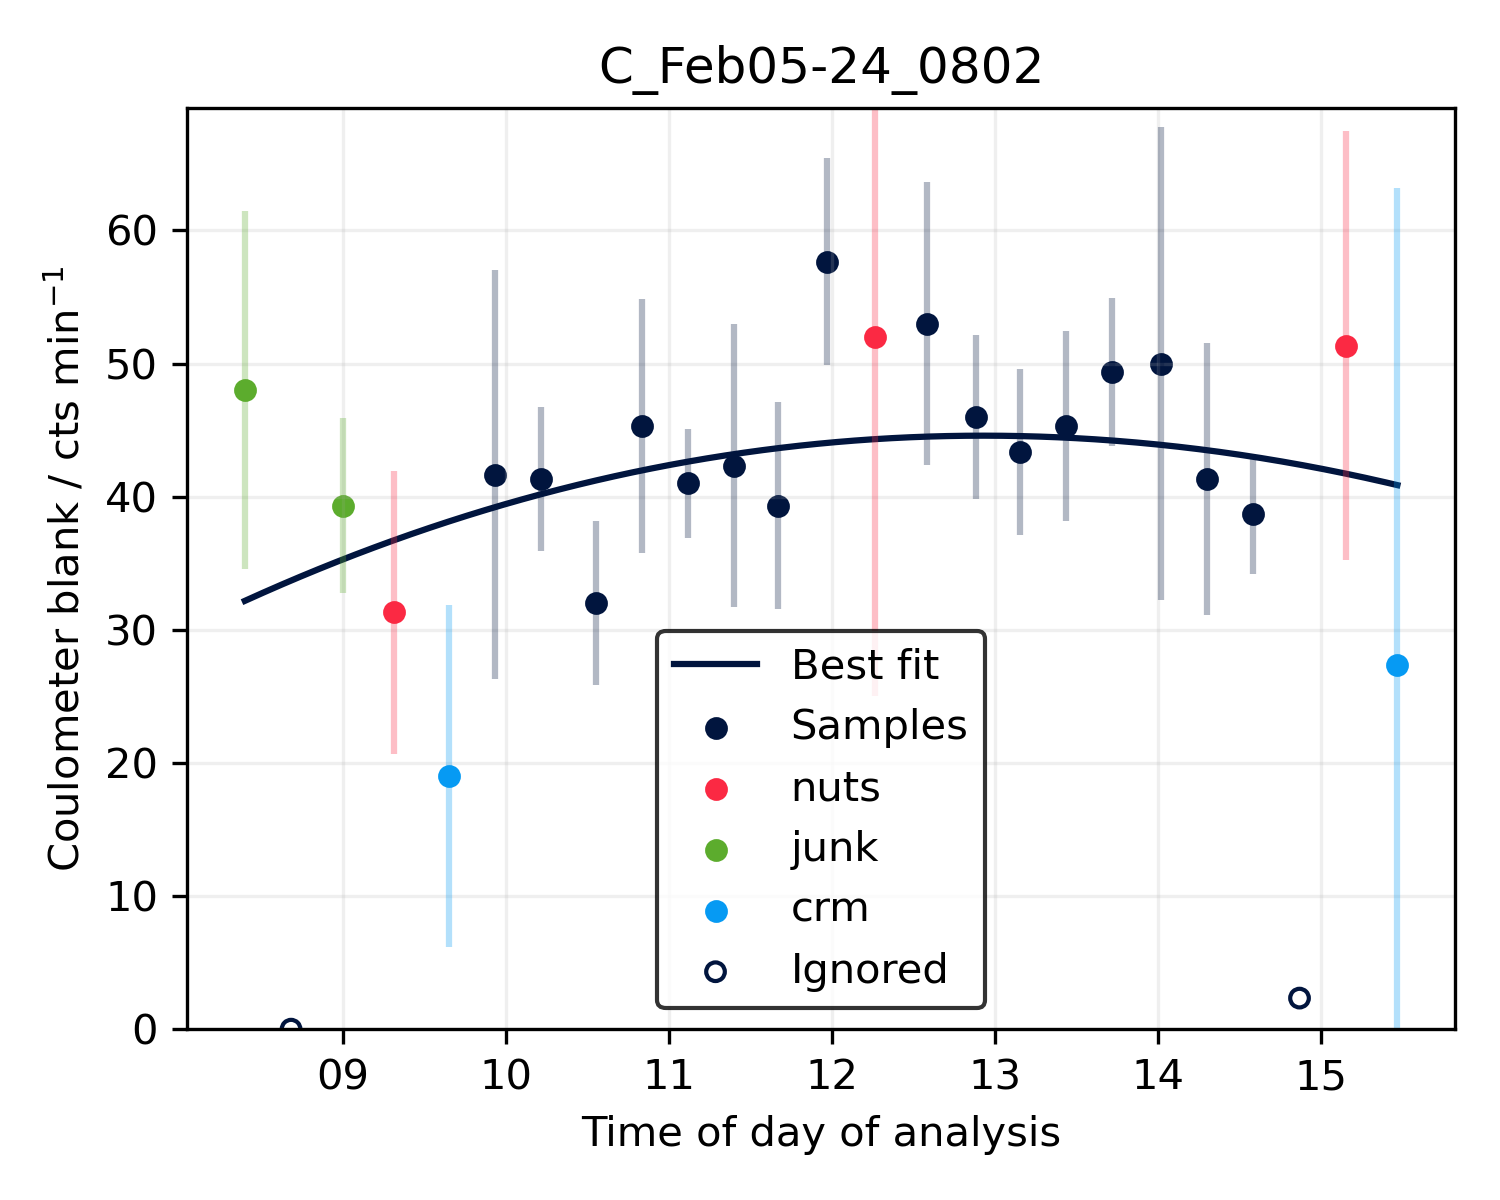 C_Feb05-24_0802
Coulometer blank / cts min⁻¹
60
50
40
30
20
10
0
Best fit
Samples
nuts
junk
crm
Ignored
09 10 11 12 13 14 15
Time of day of analysis